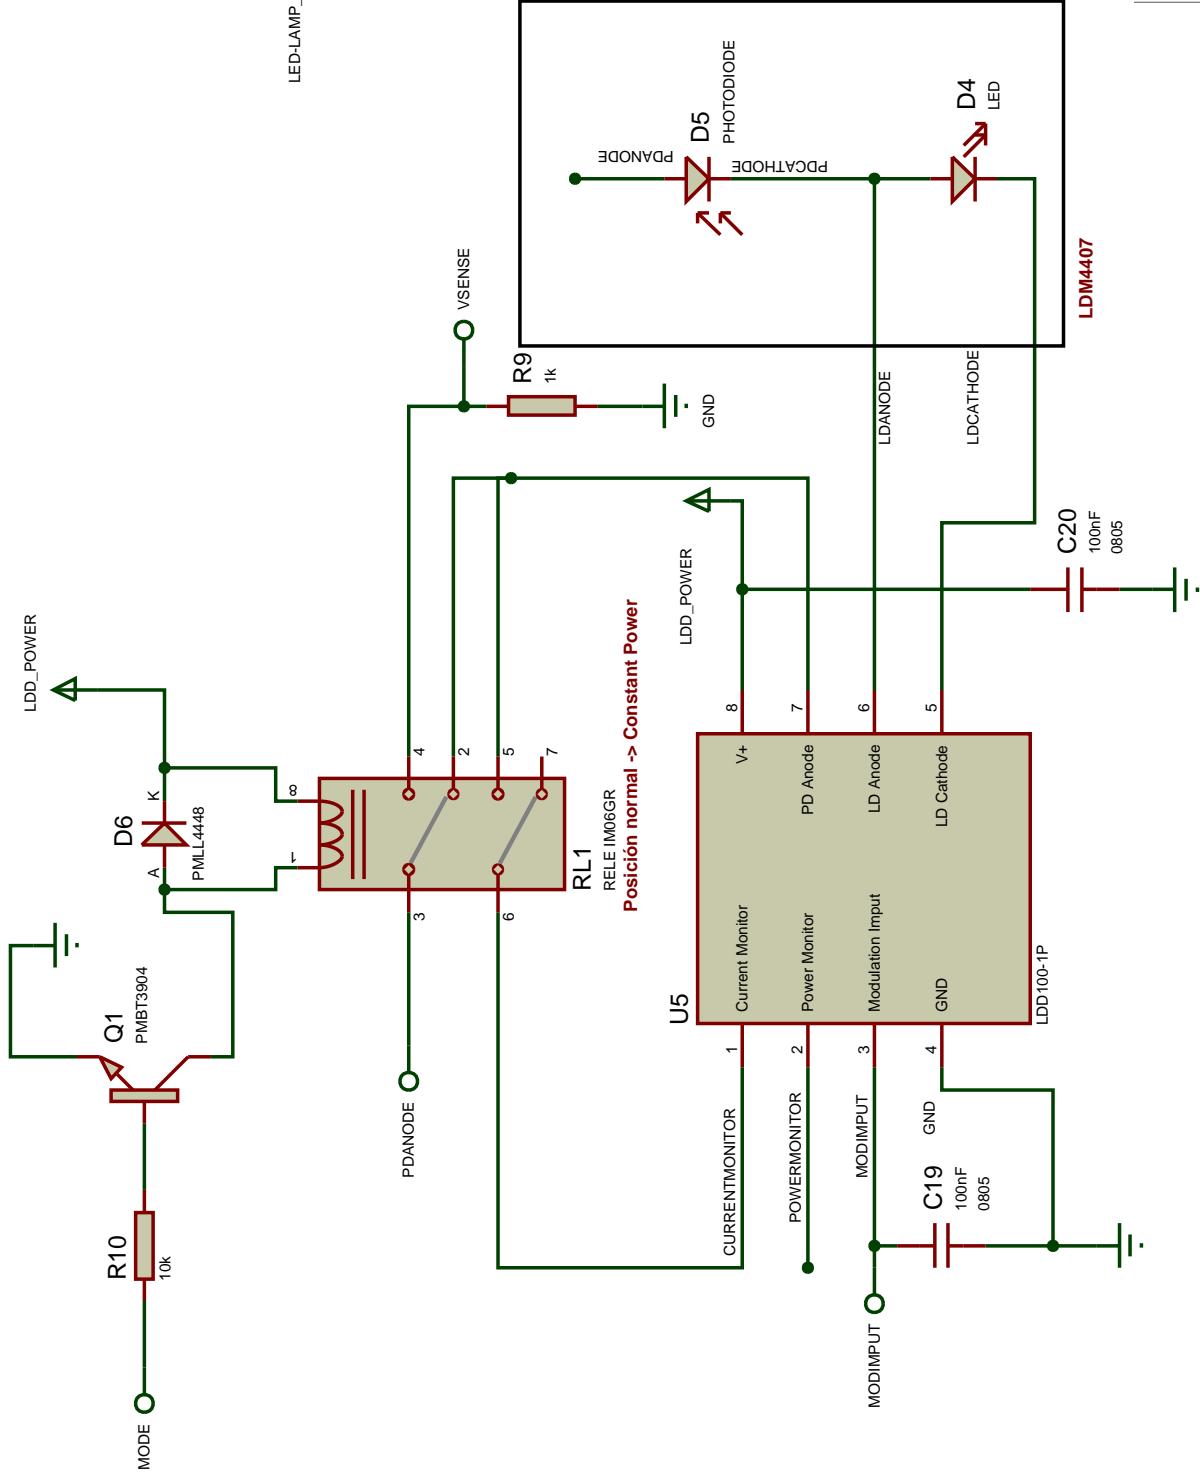 LED-LAMP_
LDD_POWER
D6
PMLL4448
A
K
Q1
PMBT3904
R10
10k
MODE
8
1
4
2
5
7
3
6
RL1
RELE IM06GR
Posición normal -> Constant Power
PDANODE
VSENSE
R9
1k
GND
PDANODE
D5
PHOTODIODE
PDCATHODE
D4
LED
LDM4407
LDANODE
LDCATHODE
LDD_POWER
C20
100nF
0805
U5
LDD100-1P
V+
PD Anode
LD Anode
LD Cathode
Current Monitor
Power Monitor
Modulation Imput
GND
8
7
6
5
1
2
3
4
CURRENTMONITOR
POWERMONITOR
MODIMPUT
GND
C19
100nF
0805
MODIMPUT